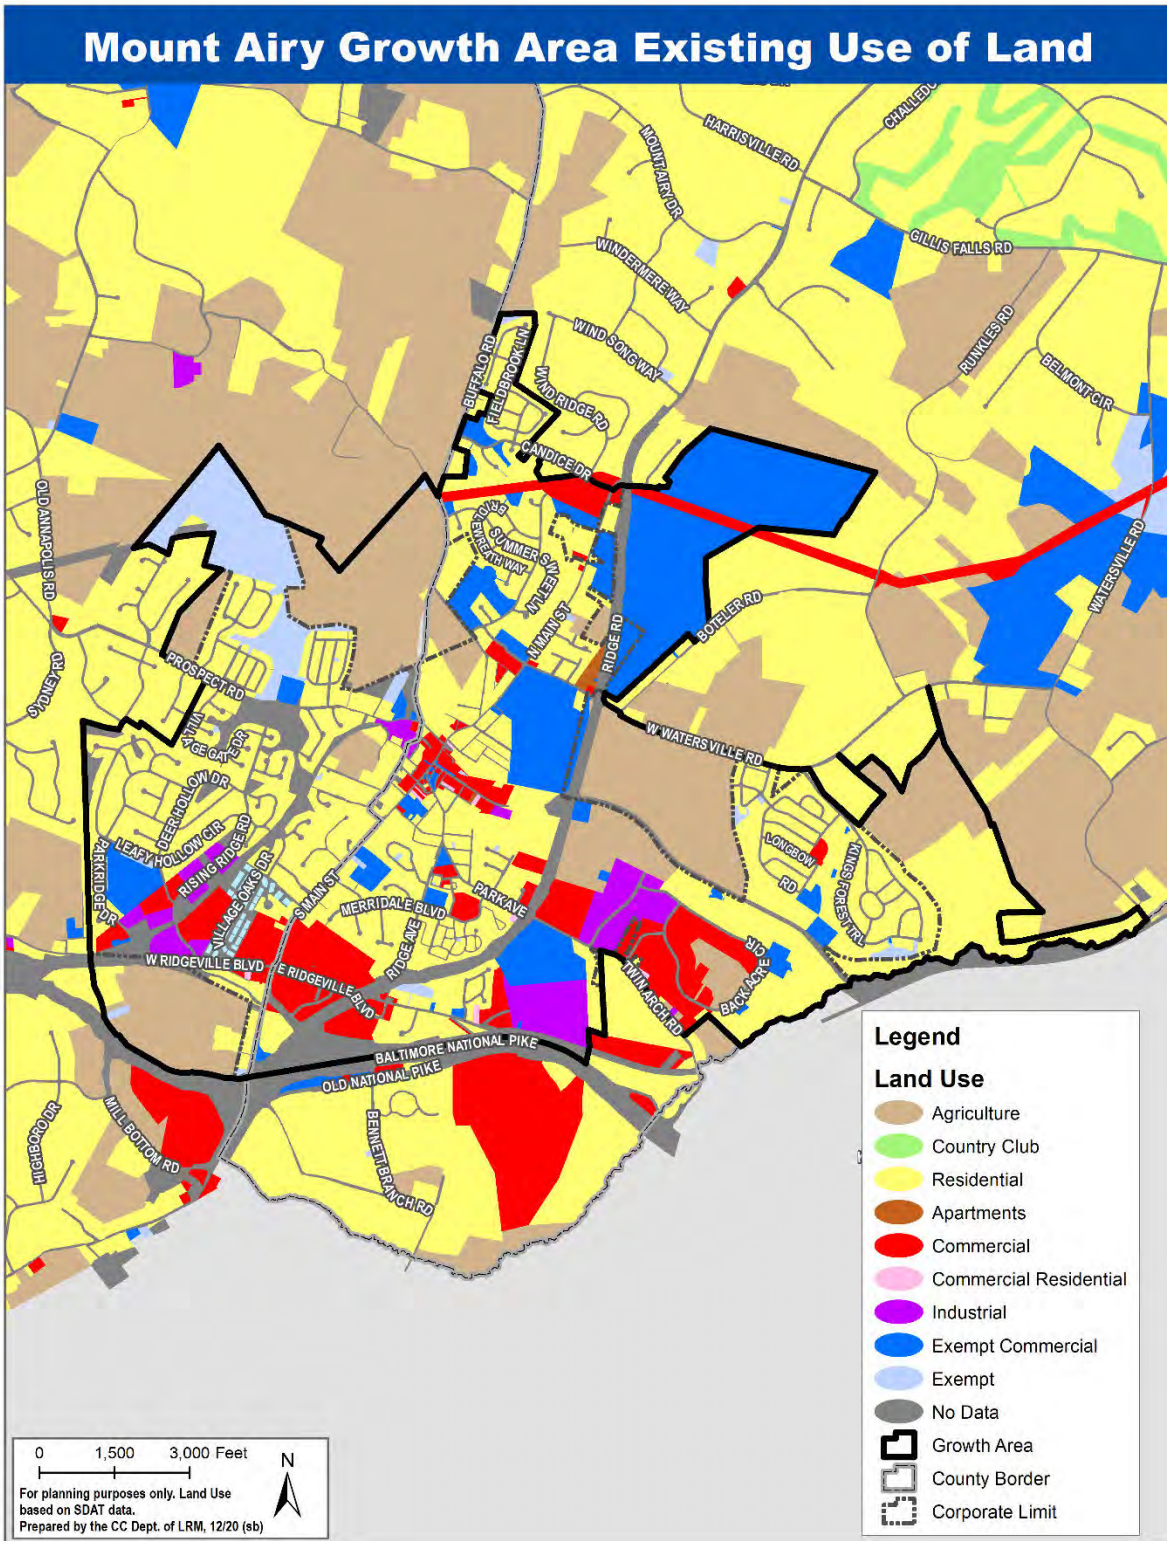 Mount Airy Growth Area Existing Use of Land
CHALLEDO
HARRISVILLE RD
MOUNT AIRY DR
GILLIS FALLS RD
WINDERMERE WAY
RUNKLES RD
WIND SONG WAY
BELMONT CIR
BUFFALO RD
FIELDBROOK LN
WIND RIDGE RD
CANDICE DR
OLD ANNAPOLIS RD
BRIDLEWREATH WAY
SUMMER SWEET LN
WATERSVILLE RD
N MAIN ST
BOTELER RD
RIDGE RD
PROSPECT RD
SYDNEY RD
VILLAGE GATE DR
W WATERSVILLE RD
DEER HOLLOW DR
LEAFY HOLLOW CIR
RISING RIDGE RD
PARKRIDGE DR
VILLAGE OAKS DR
S MAIN ST
MERRIDALE BLVD
PARK AVE
RIDGE AVE
LONGBOW RD
KINGS FOREST TRL
W RIDGEVILLE BLVD
E RIDGEVILLE BLVD
TWIN ARCH RD
BACK ACRE CIR
BALTIMORE NATIONAL PIKE
OLD NATIONAL PIKE
HIGHBORO DR
MILL BOTTOM RD
BENNETT BRANCH RD
Legend
Land Use
Agriculture
Country Club
Residential
Apartments
Commercial
Commercial Residential
Industrial
Exempt Commercial
Exempt
No Data
Growth Area
County Border
Corporate Limit
0 1,500 3,000 Feet
N
For planning purposes only. Land Use
based on SDAT data.
Prepared by the CC Dept. of LRM, 12/20 (sb)